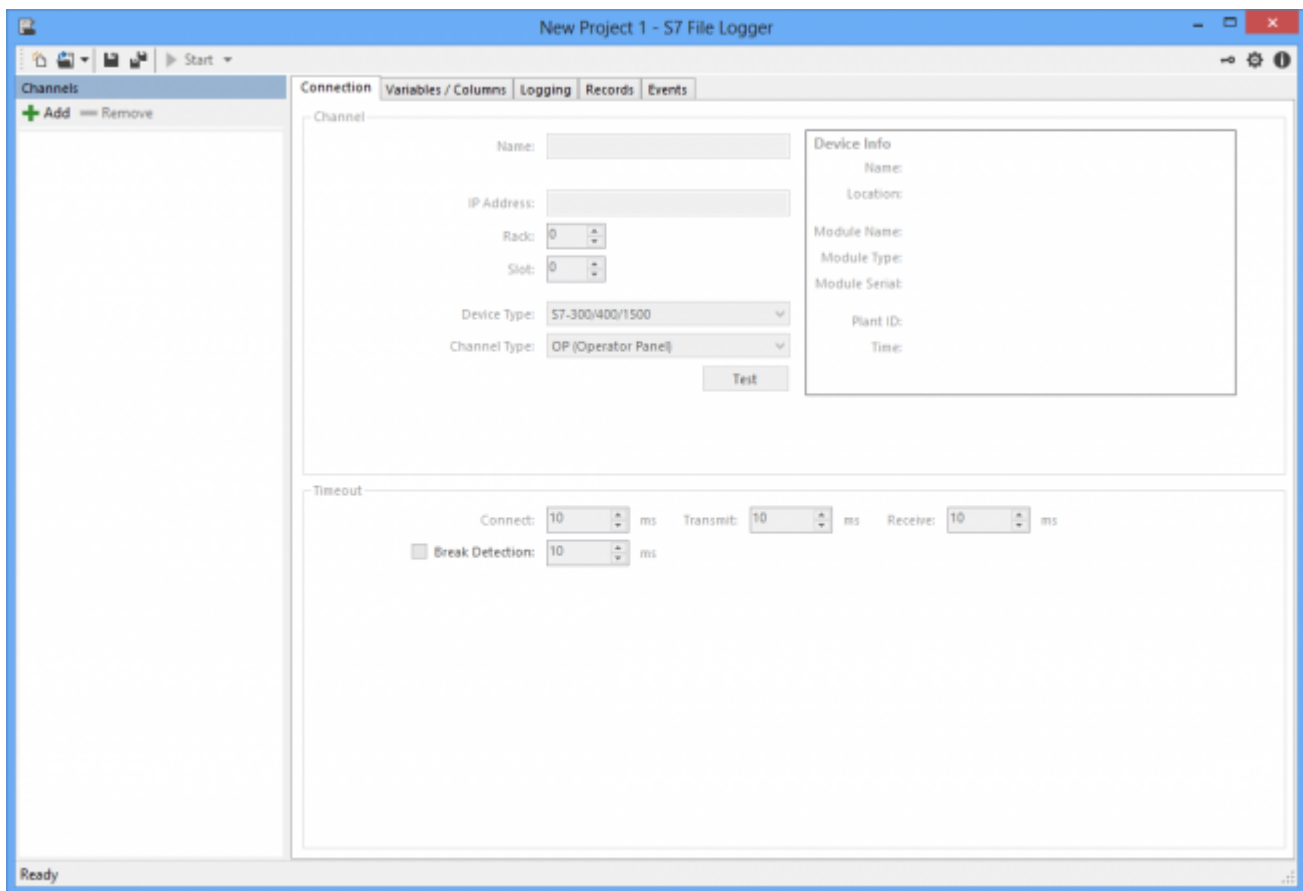 New Project 1 - S7 File Logger
Start
Channels
Add Remove
Connection Variables / Columns Logging Records Events
Channel
Name:
IP Address:
Rack: 0
Slot: 0
Device Type: S7-300/400/1500
Channel Type: OP (Operator Panel)
Test
Device Info
Name:
Location:
Module Name:
Module Type:
Module Serial:
Plant ID:
Time:
Timeout
Connect: 10 ms Transmit: 10 ms Receive: 10 ms
Break Detection: 10 ms
Ready